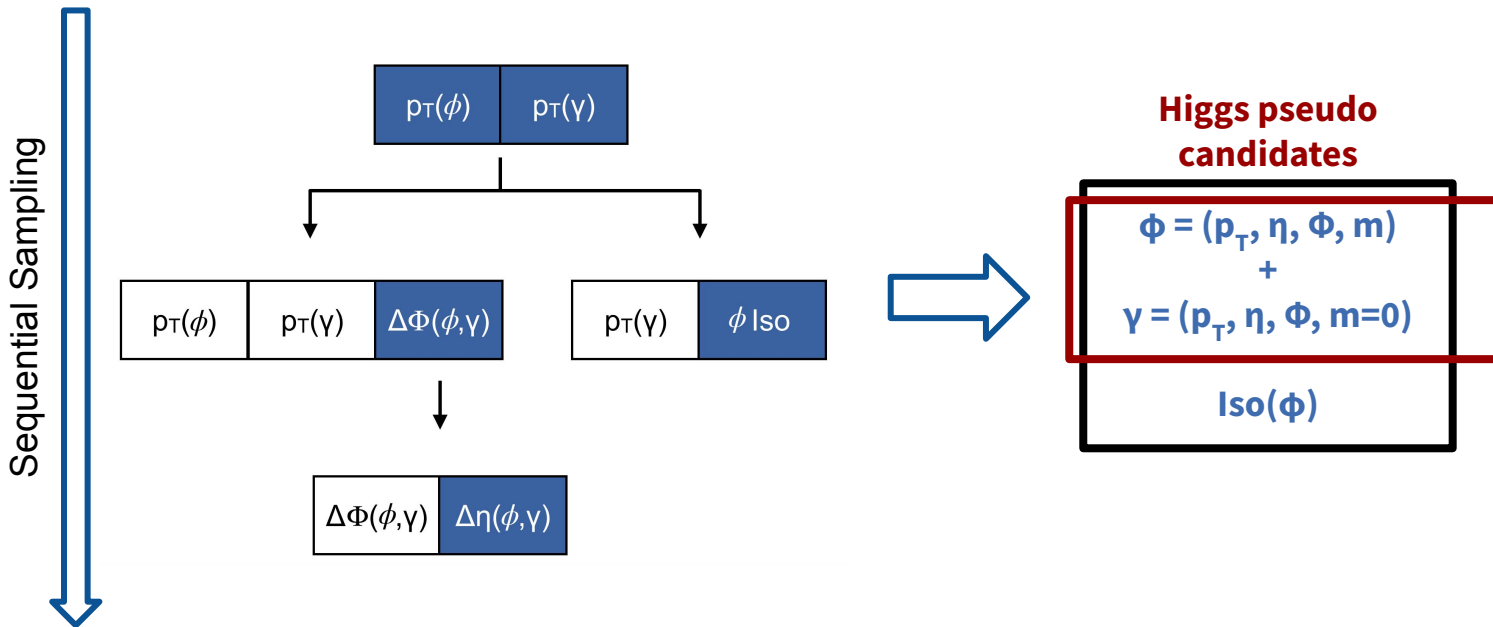 Sequential Sampling
pT(ϕ) pT(γ)
pT(ϕ) pT(γ) ΔΦ(ϕ,γ)
pT(γ) ϕ Iso
ΔΦ(ϕ,γ) Δη(ϕ,γ)
Higgs pseudo
candidates
ϕ = (pT, η, Φ, m)
+
γ = (pT, η, Φ, m=0)
Iso(ϕ)